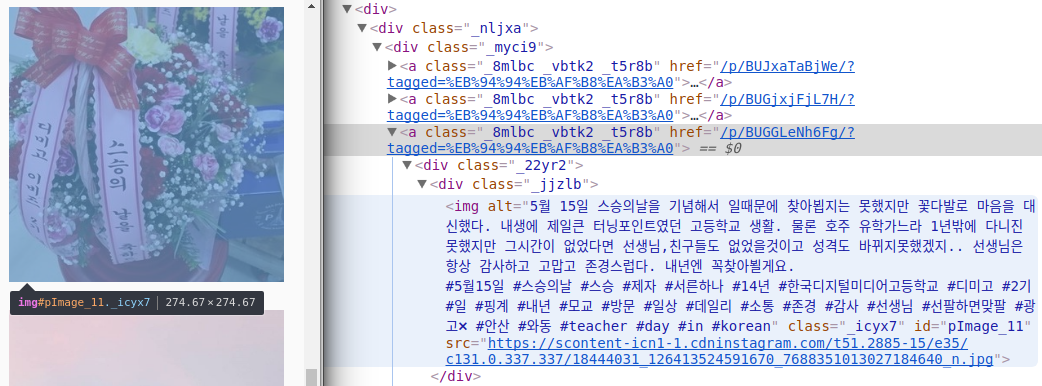 남을
디미고 이
스승의 날을 축하
img#pImage_11._icyx7 | 274.67 × 274.67
▼<div>
▼<div class="_nljxa">
▼<div class="_myci9">
▶<a class="_8mlbc _vbtk2 _t5r8b" href="/p/BUJxaTaBjWe/?
tagged=%EB%94%94%EB%AF%B8%EA%B3%A0">…</a>
▶<a class="_8mlbc _vbtk2 _t5r8b" href="/p/BUGjxjFjL7H/?
tagged=%EB%94%94%EB%AF%B8%EA%B3%A0">…</a>
▼<a class="_8mlbc _vbtk2 _t5r8b" href="/p/BUGGLeNh6Fg/?
tagged=%EB%94%94%EB%AF%B8%EA%B3%A0"> == $0
▼<div class="_22yr2">
▼<div class="_jjzlb">
<img alt="5월 15일 스승의날을 기념해서 일때문에 찾아뵙지는 못했지만 꽃다발로 마음을 대
신했다. 내생에 제일큰 터닝포인트였던 고등학교 생활. 물론 호주 유학가느라 1년밖에 다니진
못했지만 그시간이 없었다면 선생님,친구들도 없었을것이고 성격도 바뀌지못했겠지.. 선생님은
항상 감사하고 고맙고 존경스럽다. 내년엔 꼭찾아뵐게요.
#5월15일 #스승의날 #스승 #제자 #서른하나 #14년 #한국디지털미디어고등학교 #디미고 #2기
#일 #핑계 #내년 #모교 #방문 #일상 #데일리 #소통 #존경 #감사 #선생님 #선팔하면맞팔 #광
고❌ #안산 #와동 #teacher #day #in #korean" class="_icyx7" id="pImage_11"
src="https://scontent-icn1-1.cdninstagram.com/t51.2885-15/e35/
c131.0.337.337/18444031_126413524591670_7688351013027184640_n.jpg">
</div>